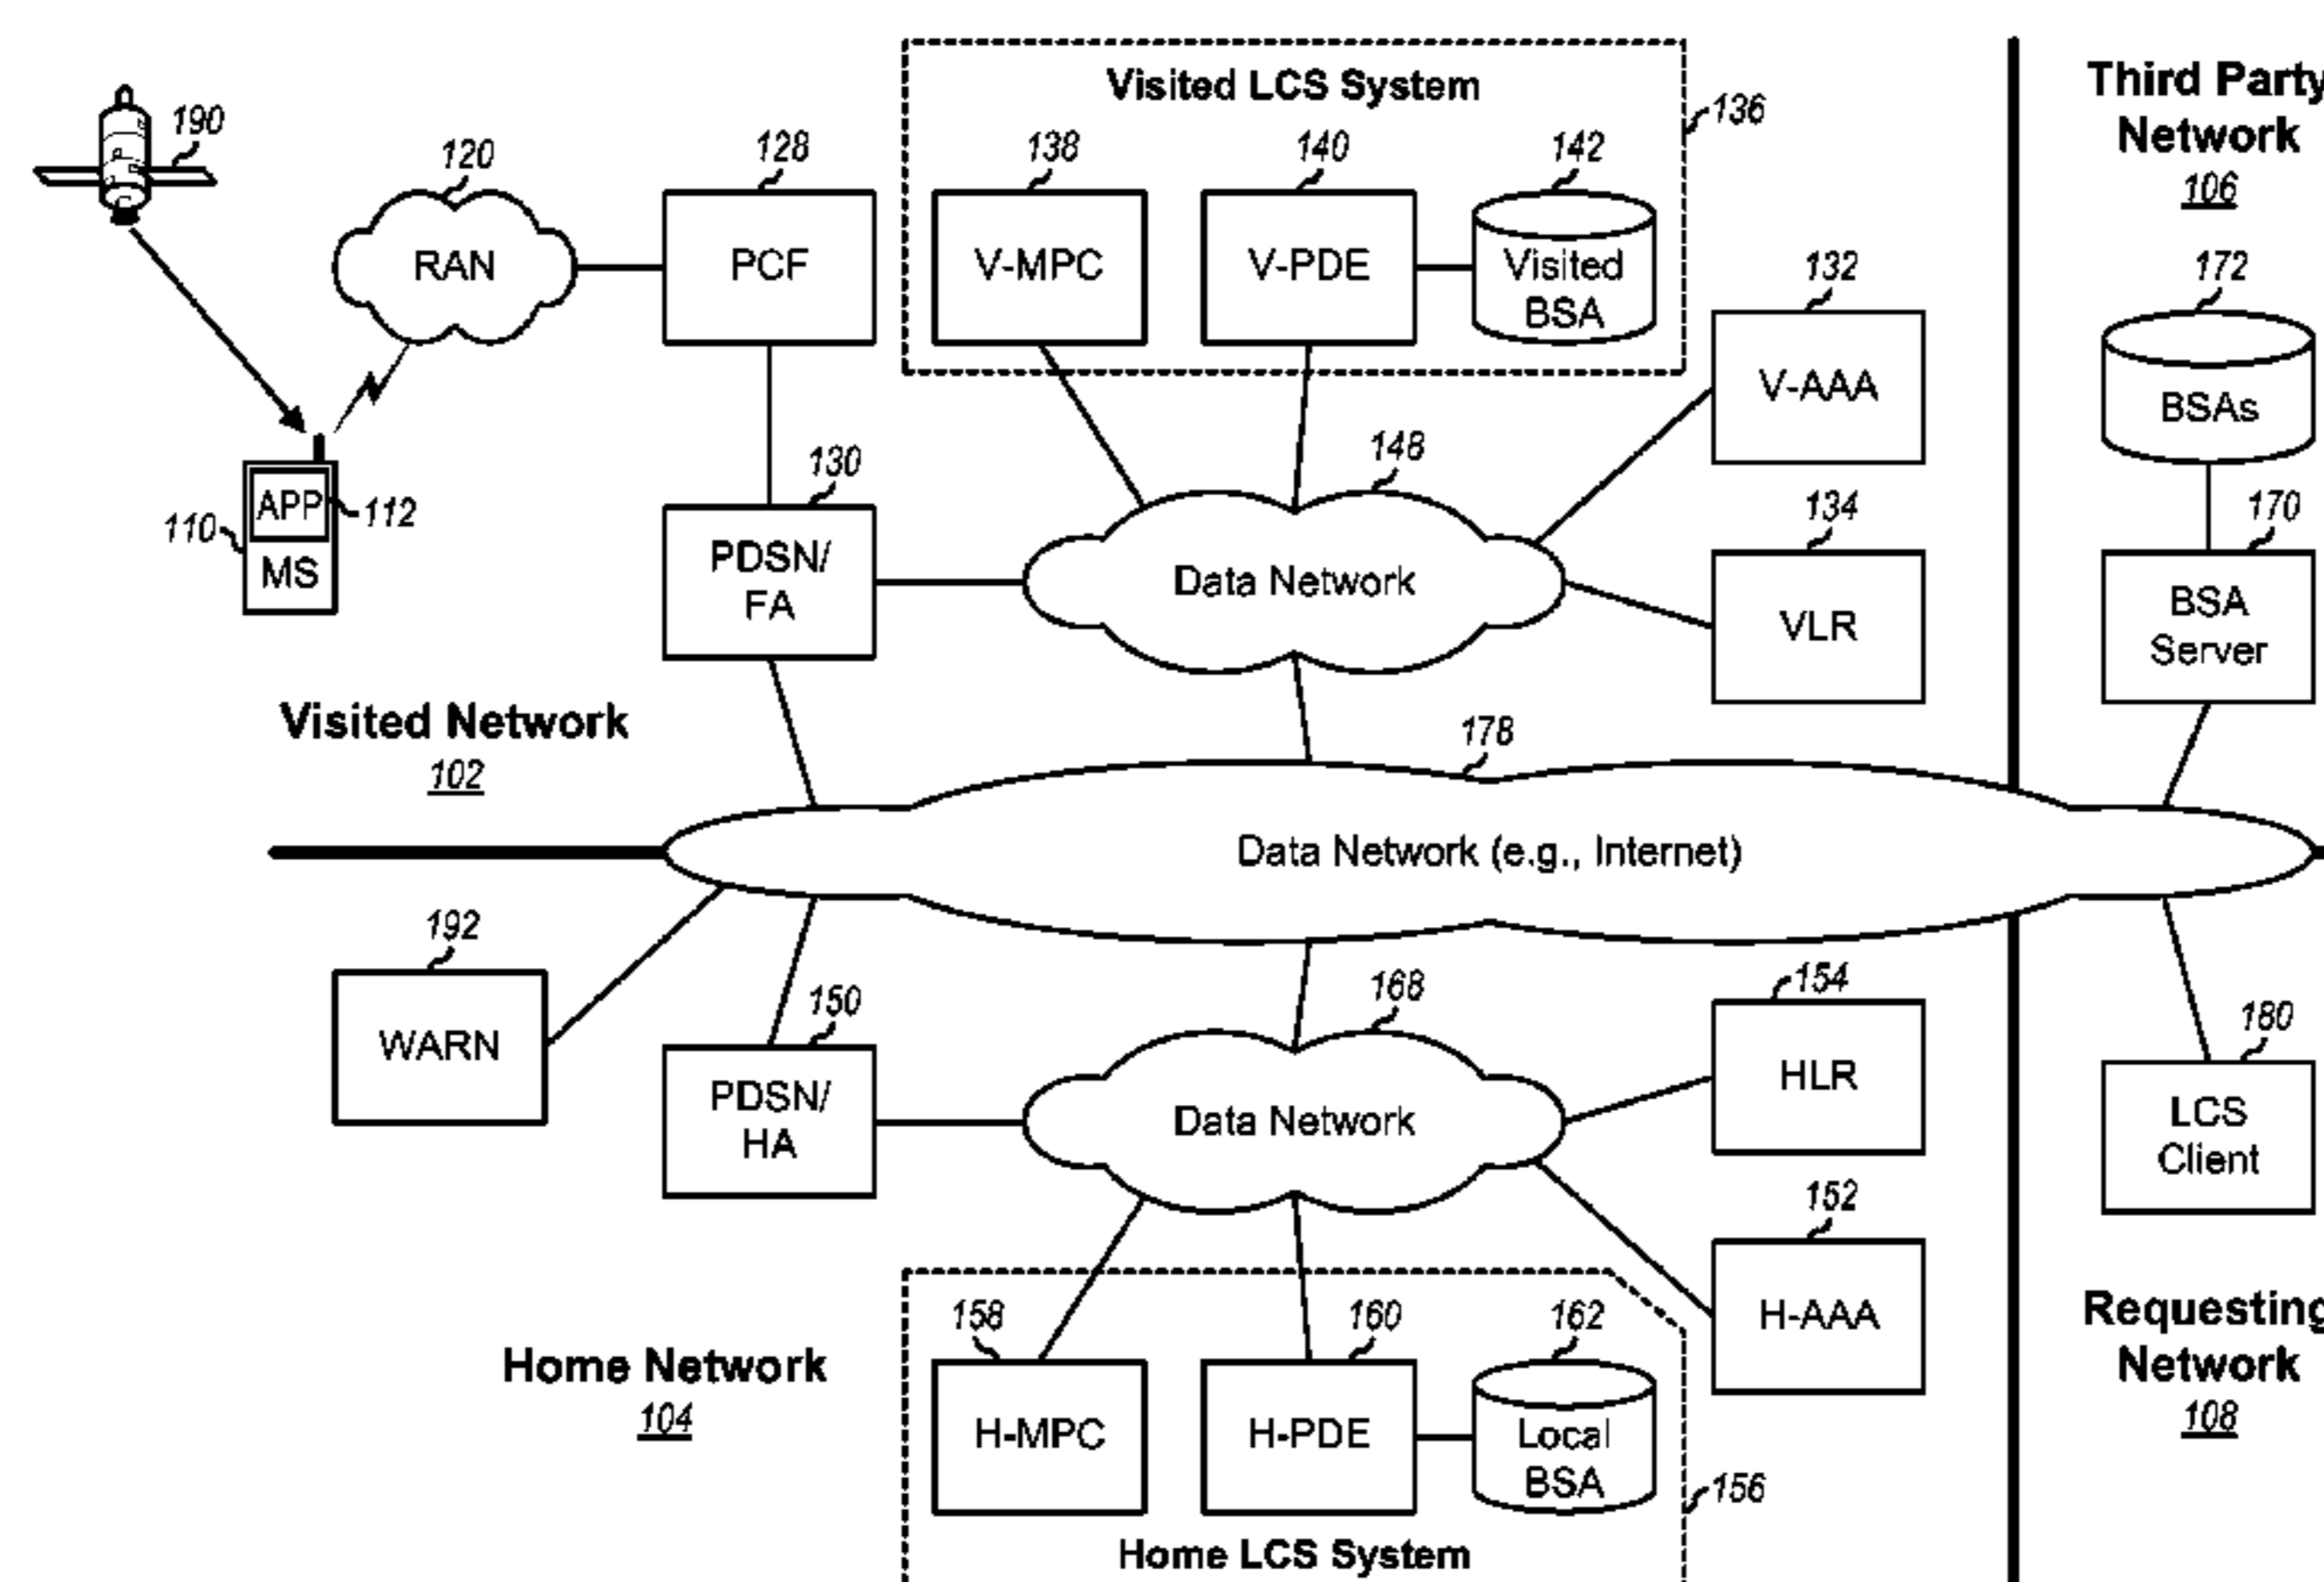 Visited LCS System
136
Third Party
Network
106
190
120
128
138
140
142
RAN
PCF
V-MPC
V-PDE
Visited
BSA
132
V-AAA
172
BSAs
110
APP
112
MS
130
PDSN/
FA
148
Data Network
134
VLR
170
BSA
Server
Visited Network
102
178
Data Network (e.g., Internet)
192
WARN
150
PDSN/
HA
168
Data Network
154
HLR
180
LCS
Client
152
H-AAA
Home Network
104
158
160
162
H-MPC
H-PDE
Local
BSA
156
Home LCS System
Requesting
Network
108